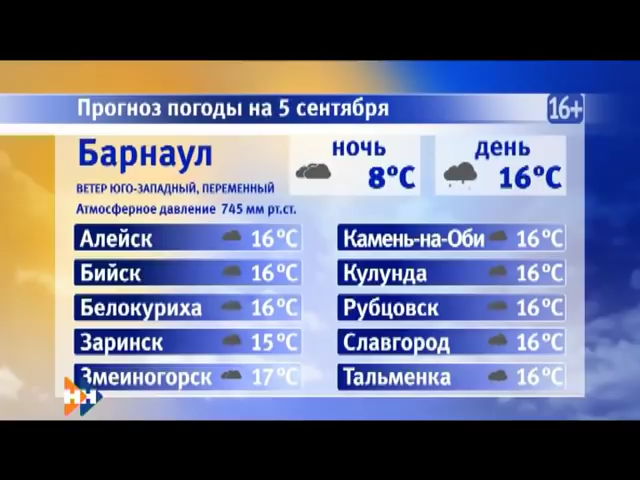 Прогноз погоды на 5 сентября 16+
Барнаул ночь день
8°C 16°C
ВЕТЕР ЮГО-ЗАПАДНЫЙ, ПЕРЕМЕННЫЙ
Атмосферное давление 745 мм рт.ст.
Алейск 16°C Камень-на-Оби 16°C
Бийск 16°C Кулунда 16°C
Белокуриха 16°C Рубцовск 16°C
Заринск 15°C Славгород 16°C
Змеиногорск 17°C Тальменка 16°C
НН